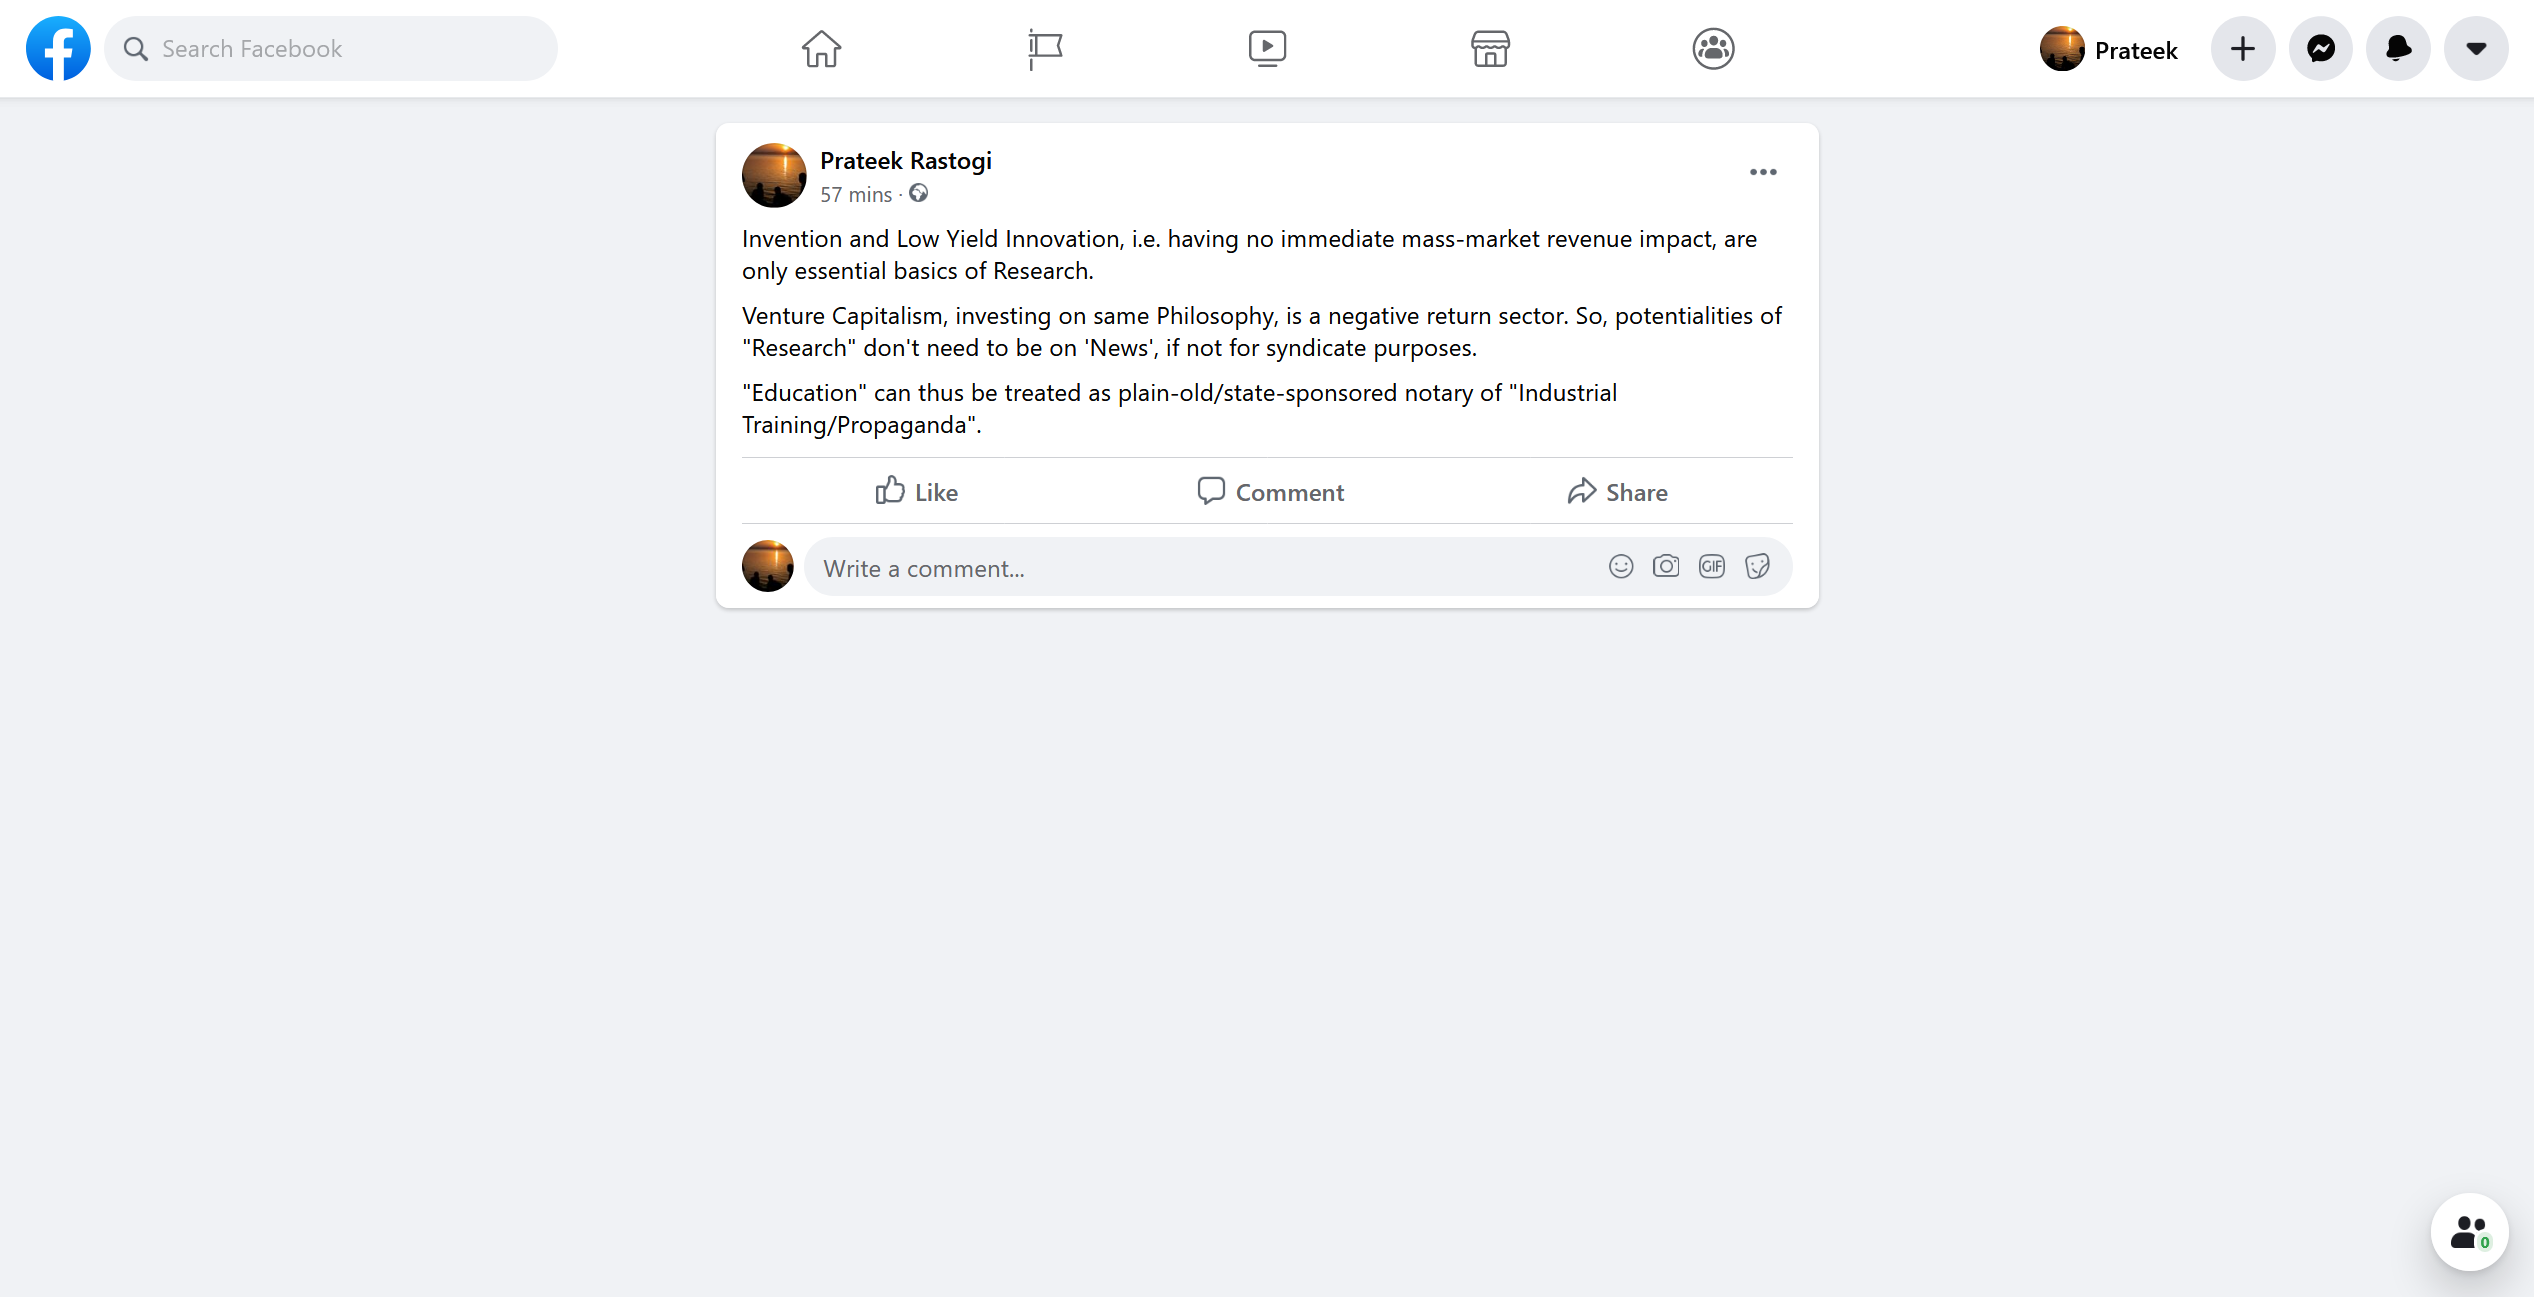 Search Facebook
Prateek
Prateek Rastogi
57 mins ·
Invention and Low Yield Innovation, i.e. having no immediate mass-market revenue impact, are
only essential basics of Research.
Venture Capitalism, investing on same Philosophy, is a negative return sector. So, potentialities of
"Research" don't need to be on 'News', if not for syndicate purposes.
"Education" can thus be treated as plain-old/state-sponsored notary of "Industrial
Training/Propaganda".
Like
Comment
Share
Write a comment...
GIF
0